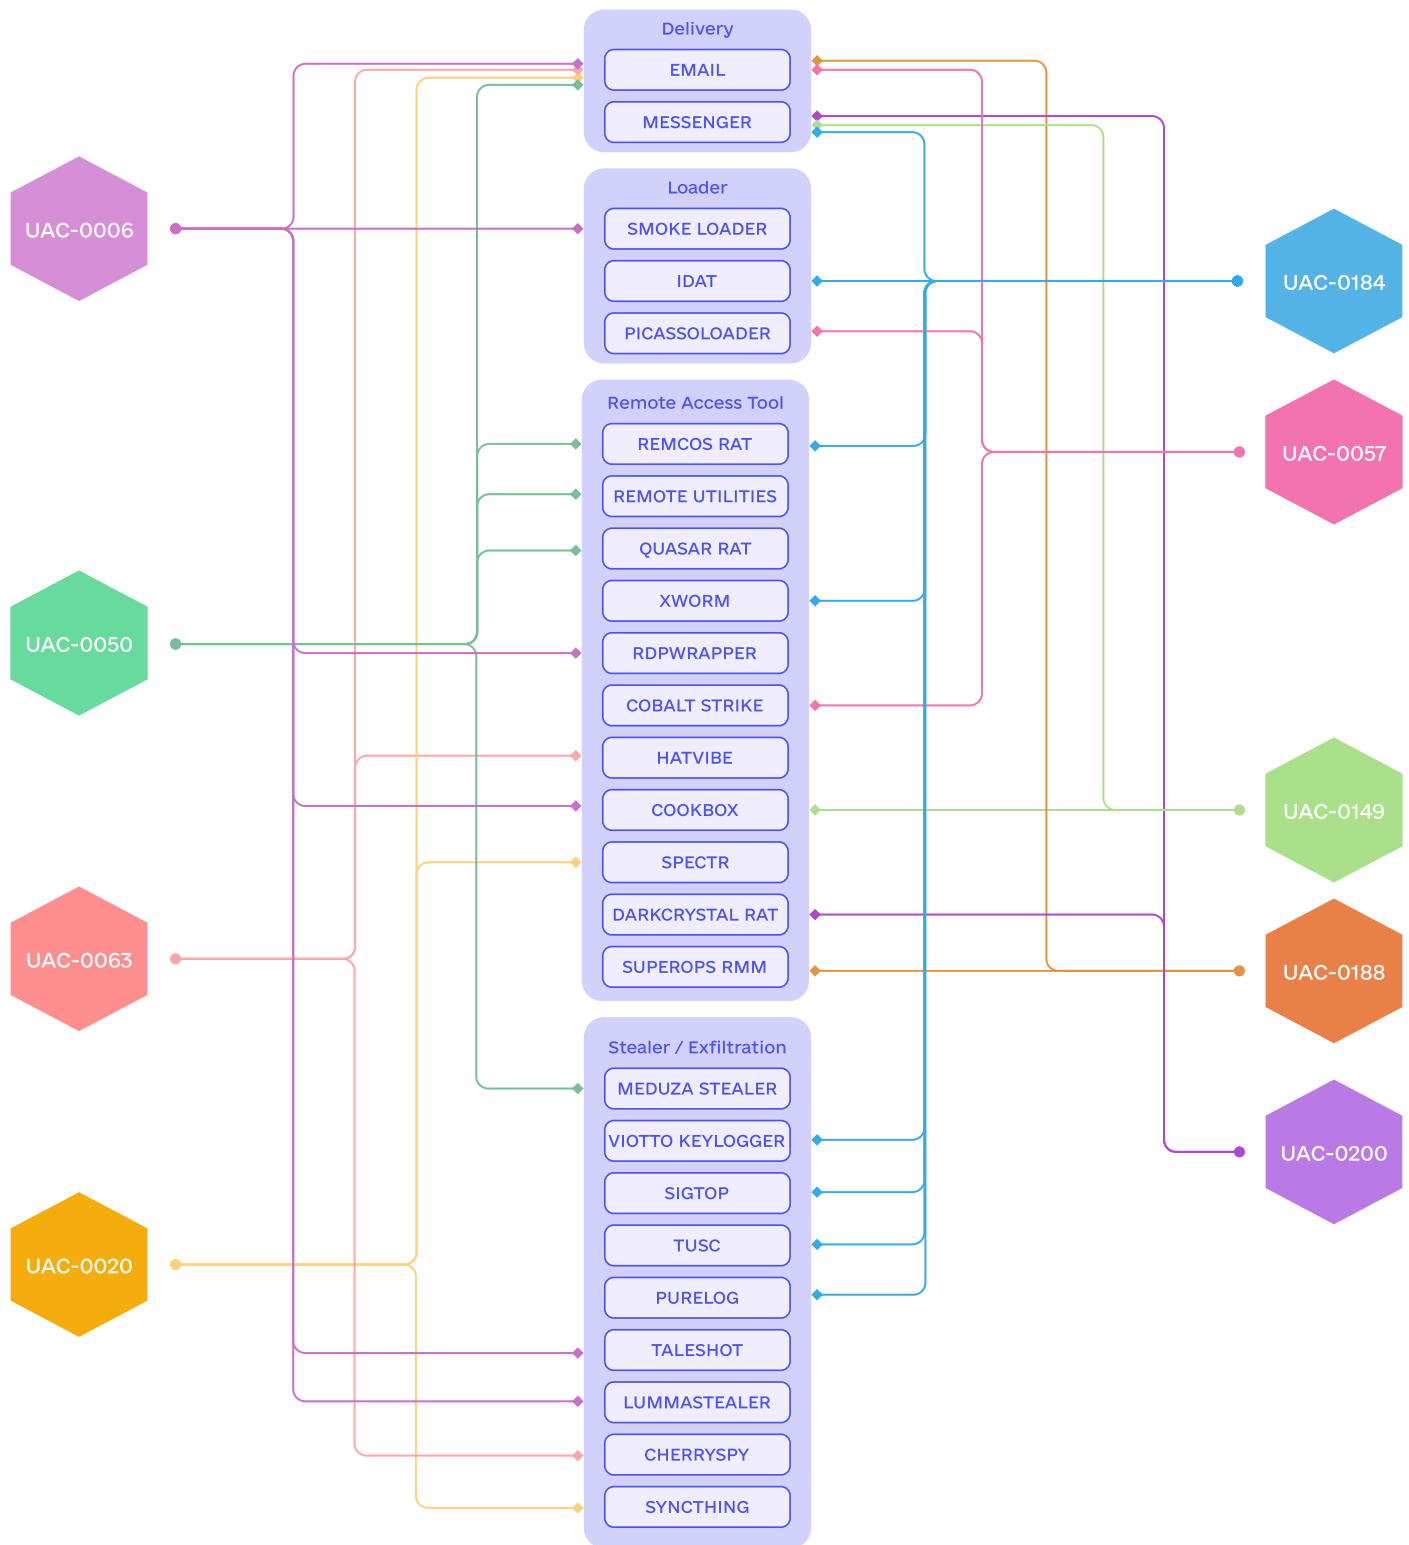 Delivery
EMAIL
MESSENGER
Loader
SMOKE LOADER
IDAT
PICASSOLOADER
Remote Access Tool
REMCOS RAT
REMOTE UTILITIES
QUASAR RAT
XWORM
RDPWRAPPER
COBALT STRIKE
HATVIBE
COOKBOX
SPECTR
DARKCRYSTAL RAT
SUPEROPS RMM
Stealer / Exfiltration
MEDUZA STEALER
VIOTTO KEYLOGGER
SIGTOP
TUSC
PURELOG
TALESHOT
LUMMASTEALER
CHERRYSPY
SYNCTHING
UAC-0006
UAC-0050
UAC-0063
UAC-0020
UAC-0184
UAC-0057
UAC-0149
UAC-0188
UAC-0200